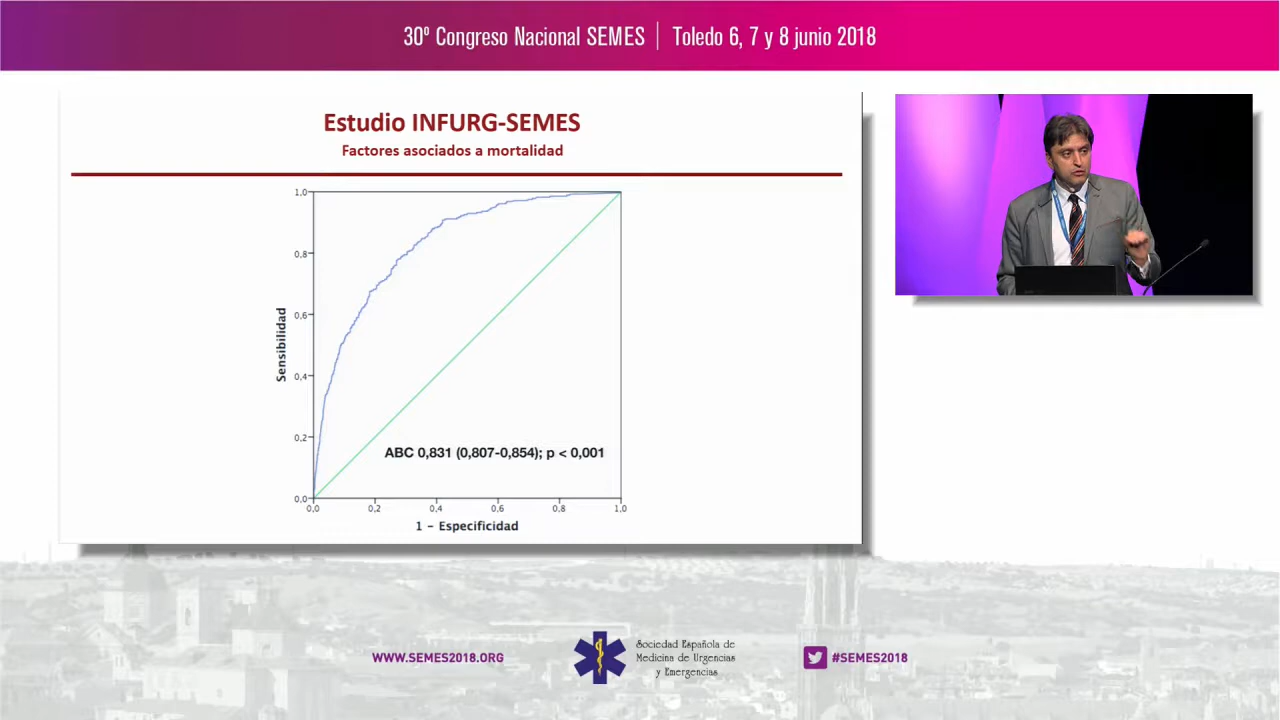 30º Congreso Nacional SEMES | Toledo 6, 7 y 8 junio 2018
Estudio INFURG-SEMES
Factores asociados a mortalidad
1,0
0,8
0,6
0,4
0,2
0,0
Sensibilidad
ABC 0,831 (0,807-0,854); p < 0,001
0,0 0,2 0,4 0,6 0,8 1,0
1 - Especificidad
WWW.SEMES2018.ORG
Sociedad Española de
Medicina de Urgencias
y Emergencias
#SEMES2018